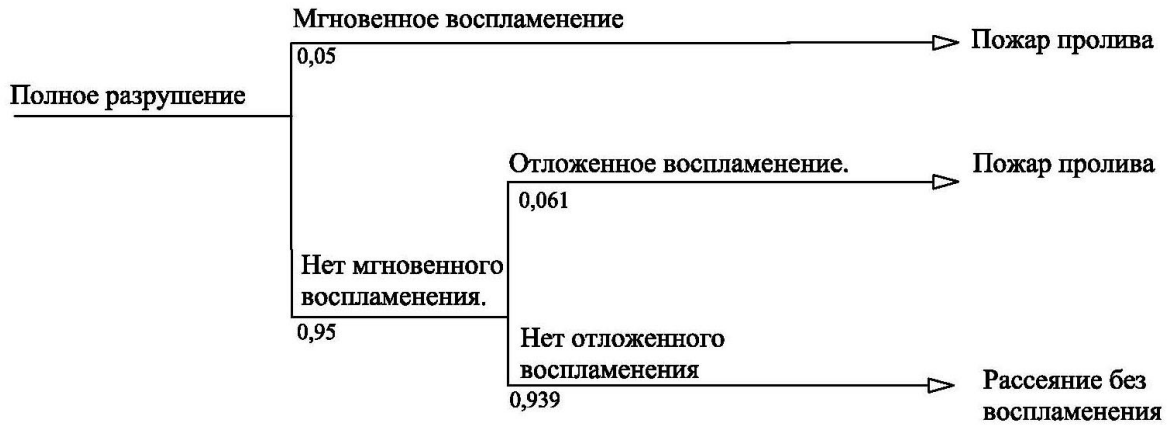 Мгновенное воспламенение
0,05
Пожар пролива
Полное разрушение
Отложенное воспламенение.
0,061
Пожар пролива
Нет мгновенного
воспламенения.
0,95
Нет отложенного
воспламенения
0,939
Рассеяние без
воспламенения